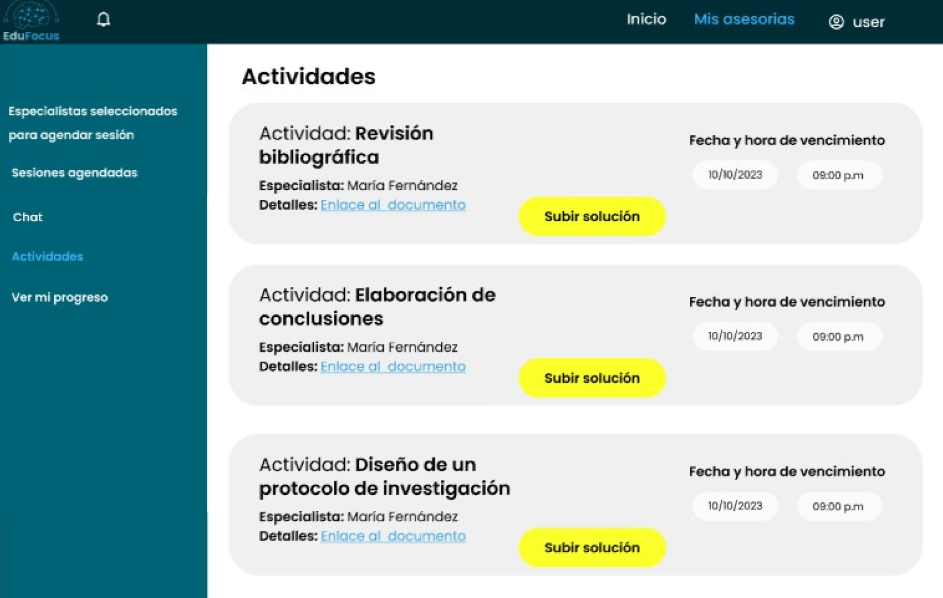 EduFocus
Inicio
Mis asesorias
user
Especialistas seleccionados
para agendar sesión
Sesiones agendadas
Chat
Actividades
Ver mi progreso
Actividades
Actividad: Revisión
bibliográfica
Especialista: María Fernández
Detalles: Enlace al documento
Subir solución
Fecha y hora de vencimiento
10/10/2023
09:00 p.m
Actividad: Elaboración de
conclusiones
Especialista: María Fernández
Detalles: Enlace al documento
Subir solución
Fecha y hora de vencimiento
10/10/2023
09:00 p.m
Actividad: Diseño de un
protocolo de investigación
Especialista: María Fernández
Detalles: Enlace al documento
Subir solución
Fecha y hora de vencimiento
10/10/2023
09:00 p.m